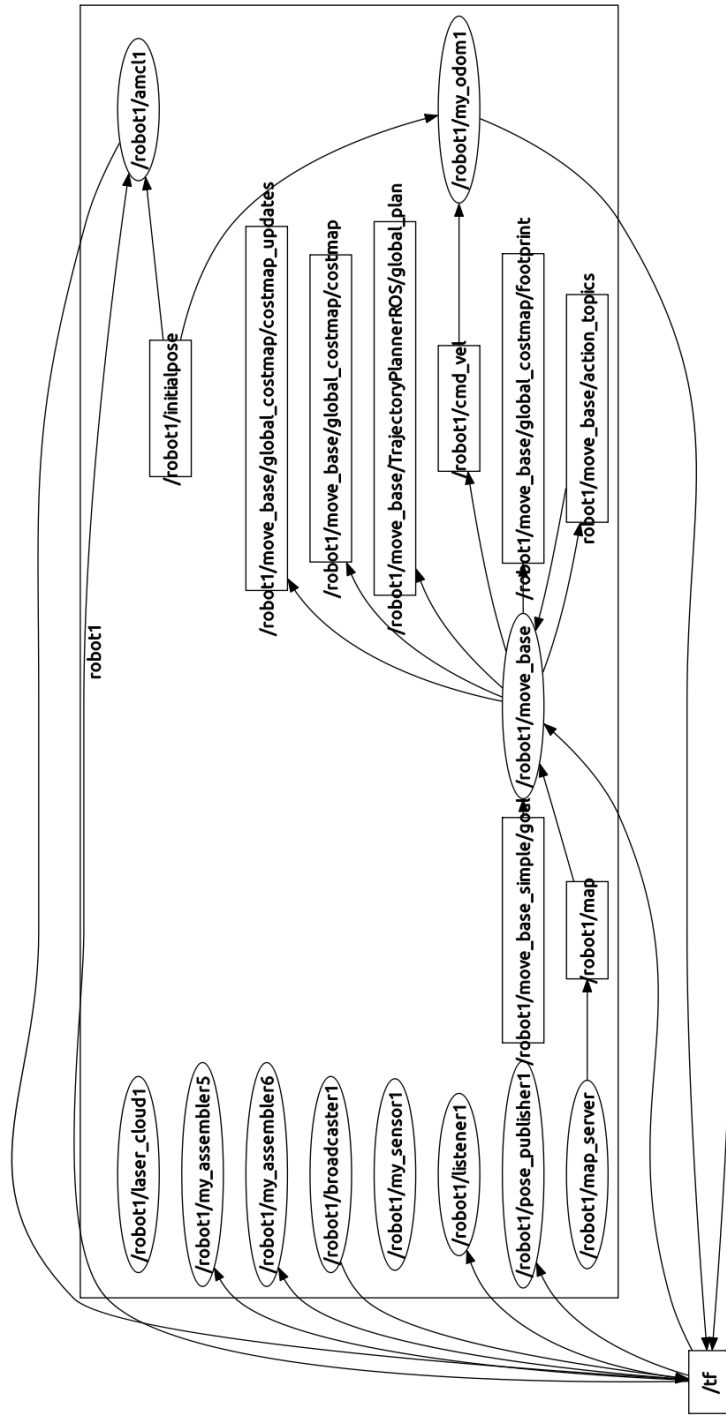 robot1
/robot1/amcl1
/robot1/initialpose
/robot1/move_base/global_costmap/costmap_updates
/robot1/move_base/global_costmap/costmap
/robot1/move_base/TrajectoryPlannerROS/global_plan
/robot1/cmd_vel
/robot1/my_odom1
/robot1/move_base/global_costmap/footprint
robot1/move_base/action_topics
/robot1/move_base
/robot1/move_base_simple/goal
/robot1/map
/robot1/laser_cloud1
/robot1/my_assembler5
/robot1/my_assembler6
/robot1/broadcaster1
/robot1/my_sensor1
/robot1/listener1
/robot1/pose_publisher1
/robot1/map_server
/tf